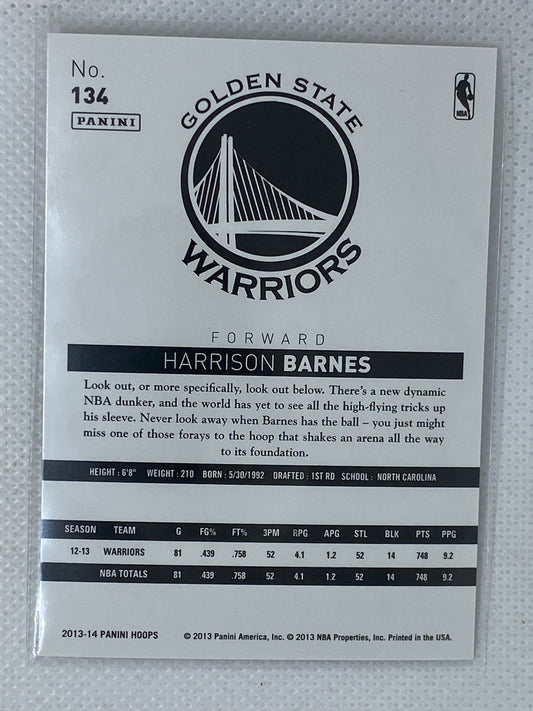 No.
134
PANINI
NBA
GOLDEN STATE
WARRIORS
FORWARD
HARRISON BARNES
Look out, or more specifically, look out below. There's a new dynamic
NBA dunker, and the world has yet to see all the high-flying tricks up
his sleeve. Never look away when Barnes has the ball – you just might
miss one of those forays to the hoop that shakes an arena all the way
to its foundation.
HEIGHT : 6'8" WEIGHT : 210 BORN : 5/30/1992 DRAFTED : 1ST RD SCHOOL : NORTH CAROLINA
SEASON TEAM G FG% FT% 3PM RPG APG STL BLK PTS PPG
12-13 WARRIORS 81 .439 .758 52 4.1 1.2 52 14 748 9.2
NBA TOTALS 81 .439 .758 52 4.1 1.2 52 14 748 9.2
2013-14 PANINI HOOPS © 2013 Panini America, Inc. © 2013 NBA Properties, Inc. Printed in the USA.